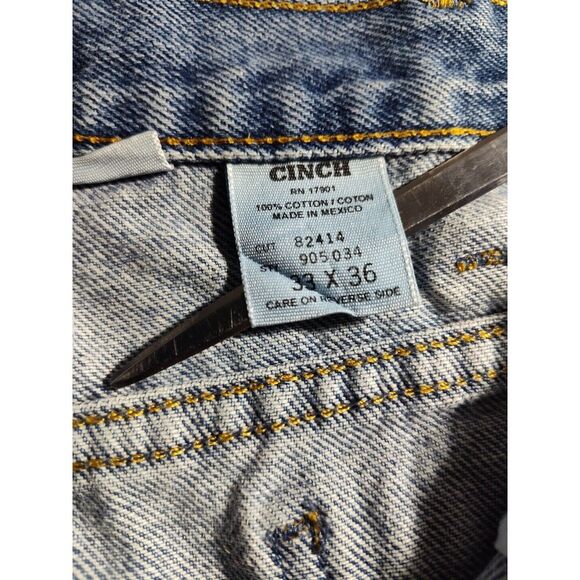 CINCH
RN 17901
100% COTTON / COTON
MADE IN MEXICO
CUT 82414
905034
33 X 36
CARE ON REVERSE SIDE